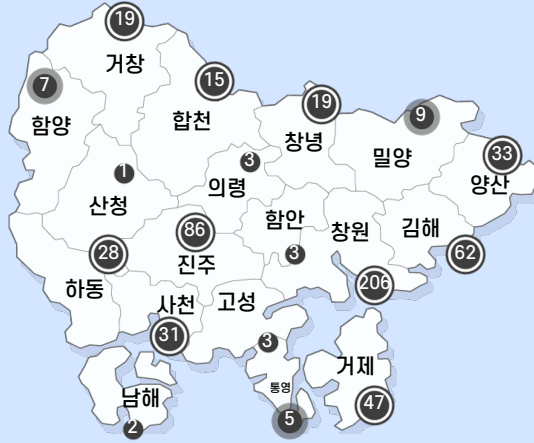 19
거창
7
함양
15
합천
19
창녕
9
밀양
33
양산
1
산청
3
의령
86
진주
함안
3
창원
206
김해
62
28
하동
사천
31
고성
3
통영
5
거제
47
남해
2